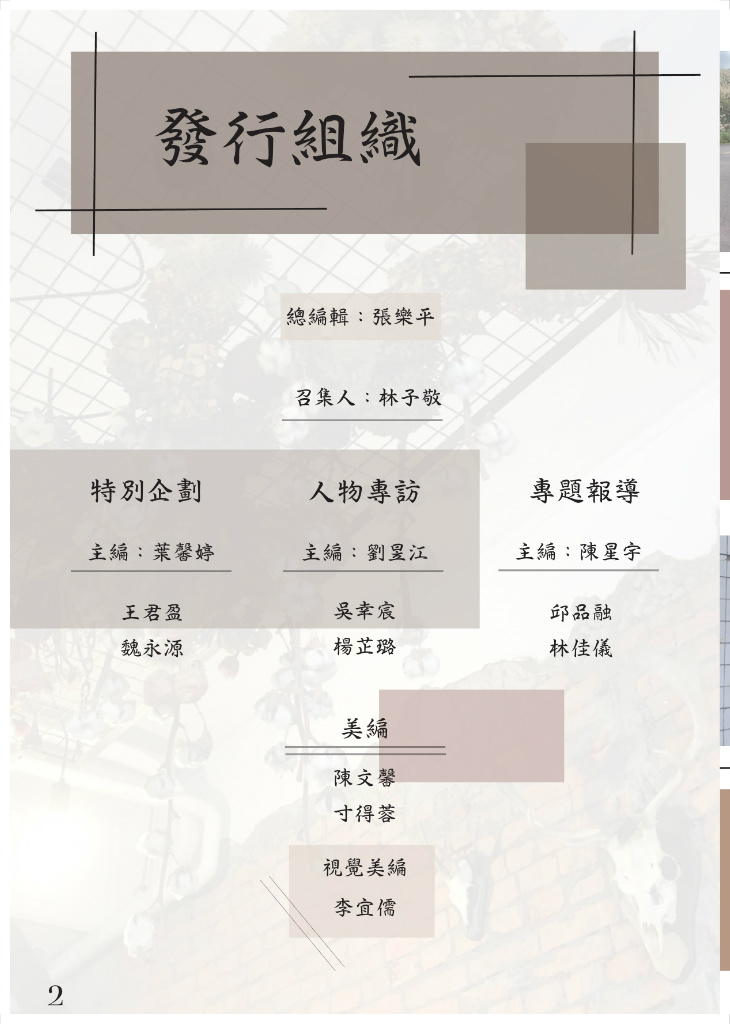 發行組織
總編輯：張樂平
召集人：林子敬
特別企劃
主編：葉馨婷
王君盈
魏永源
人物專訪
主編：劉晏江
吳幸宸
楊芷璐
專題報導
主編：陳星宇
邱品融
林佳儀
美編
陳文馨
寸得蓉
視覺美編
李宜儒
2